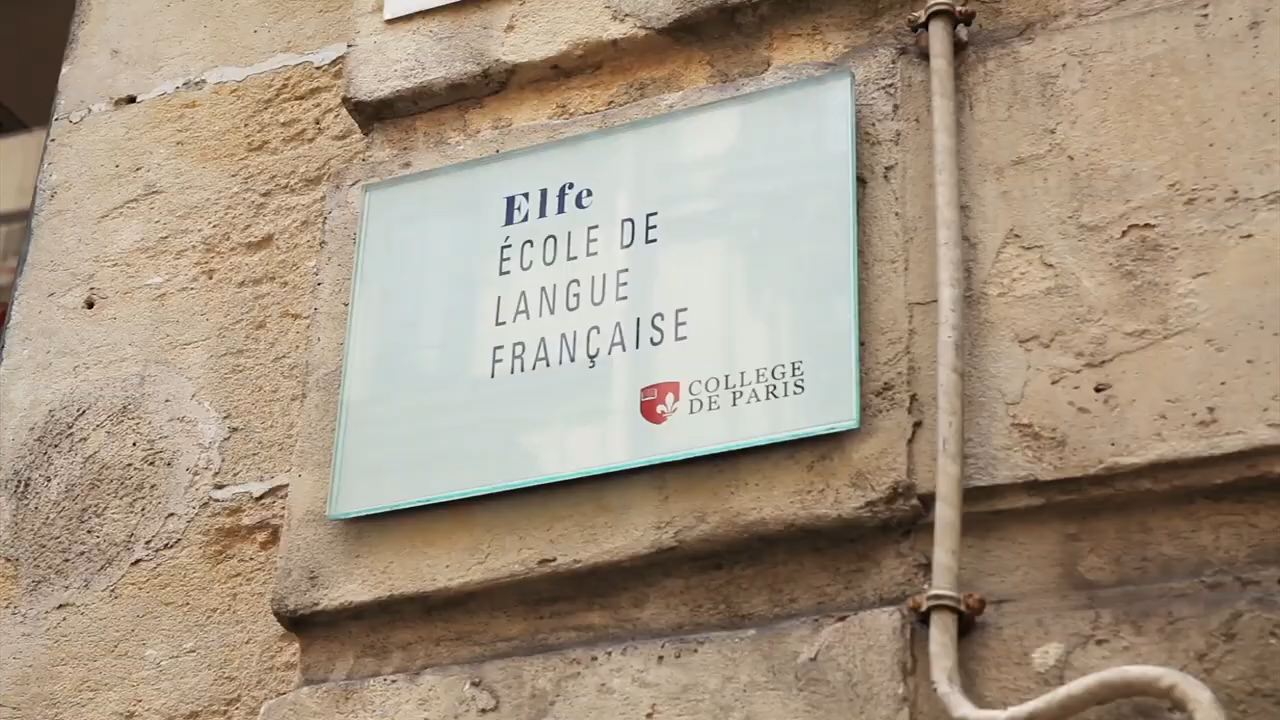 Elfe
ÉCOLE DE
LANGUE
FRANÇAISE
COLLEGE
DE PARIS